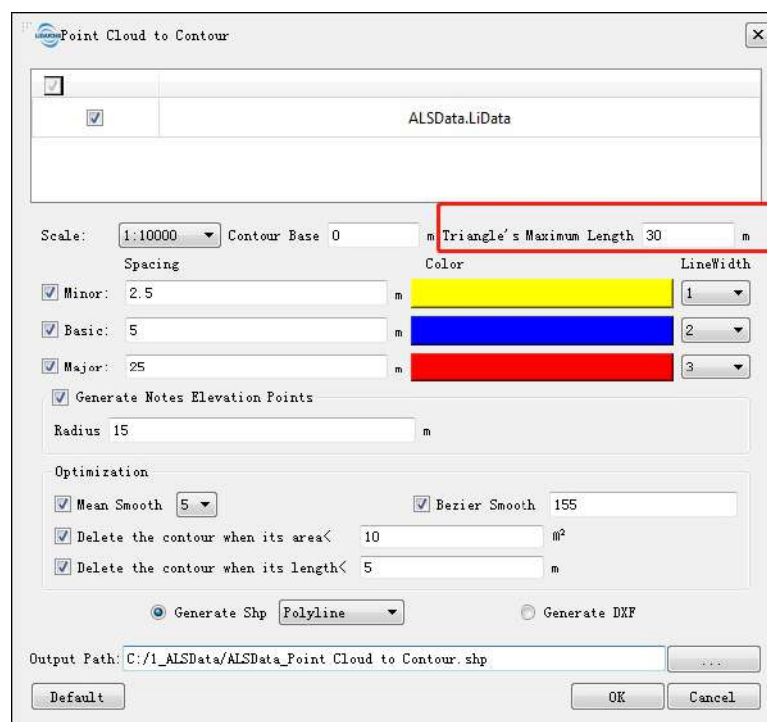 Point Cloud to Contour
ALSData.LiData
Scale: 1:10000 Contour Base 0 m Triangle's Maximum Length 30 m
Spacing Color LineWidth
Minor: 2.5 m 1
Basic: 5 m 2
Major: 25 m 3
Generate Notes Elevation Points
Radius 15 m
Optimization
Mean Smooth 5 Bezier Smooth 155
Delete the contour when its area< 10 m²
Delete the contour when its length< 5 m
Generate Shp Polyline Generate DXF
Output Path: C:/1_ALSData/ALSData_Point Cloud to Contour.shp ...
Default OK Cancel